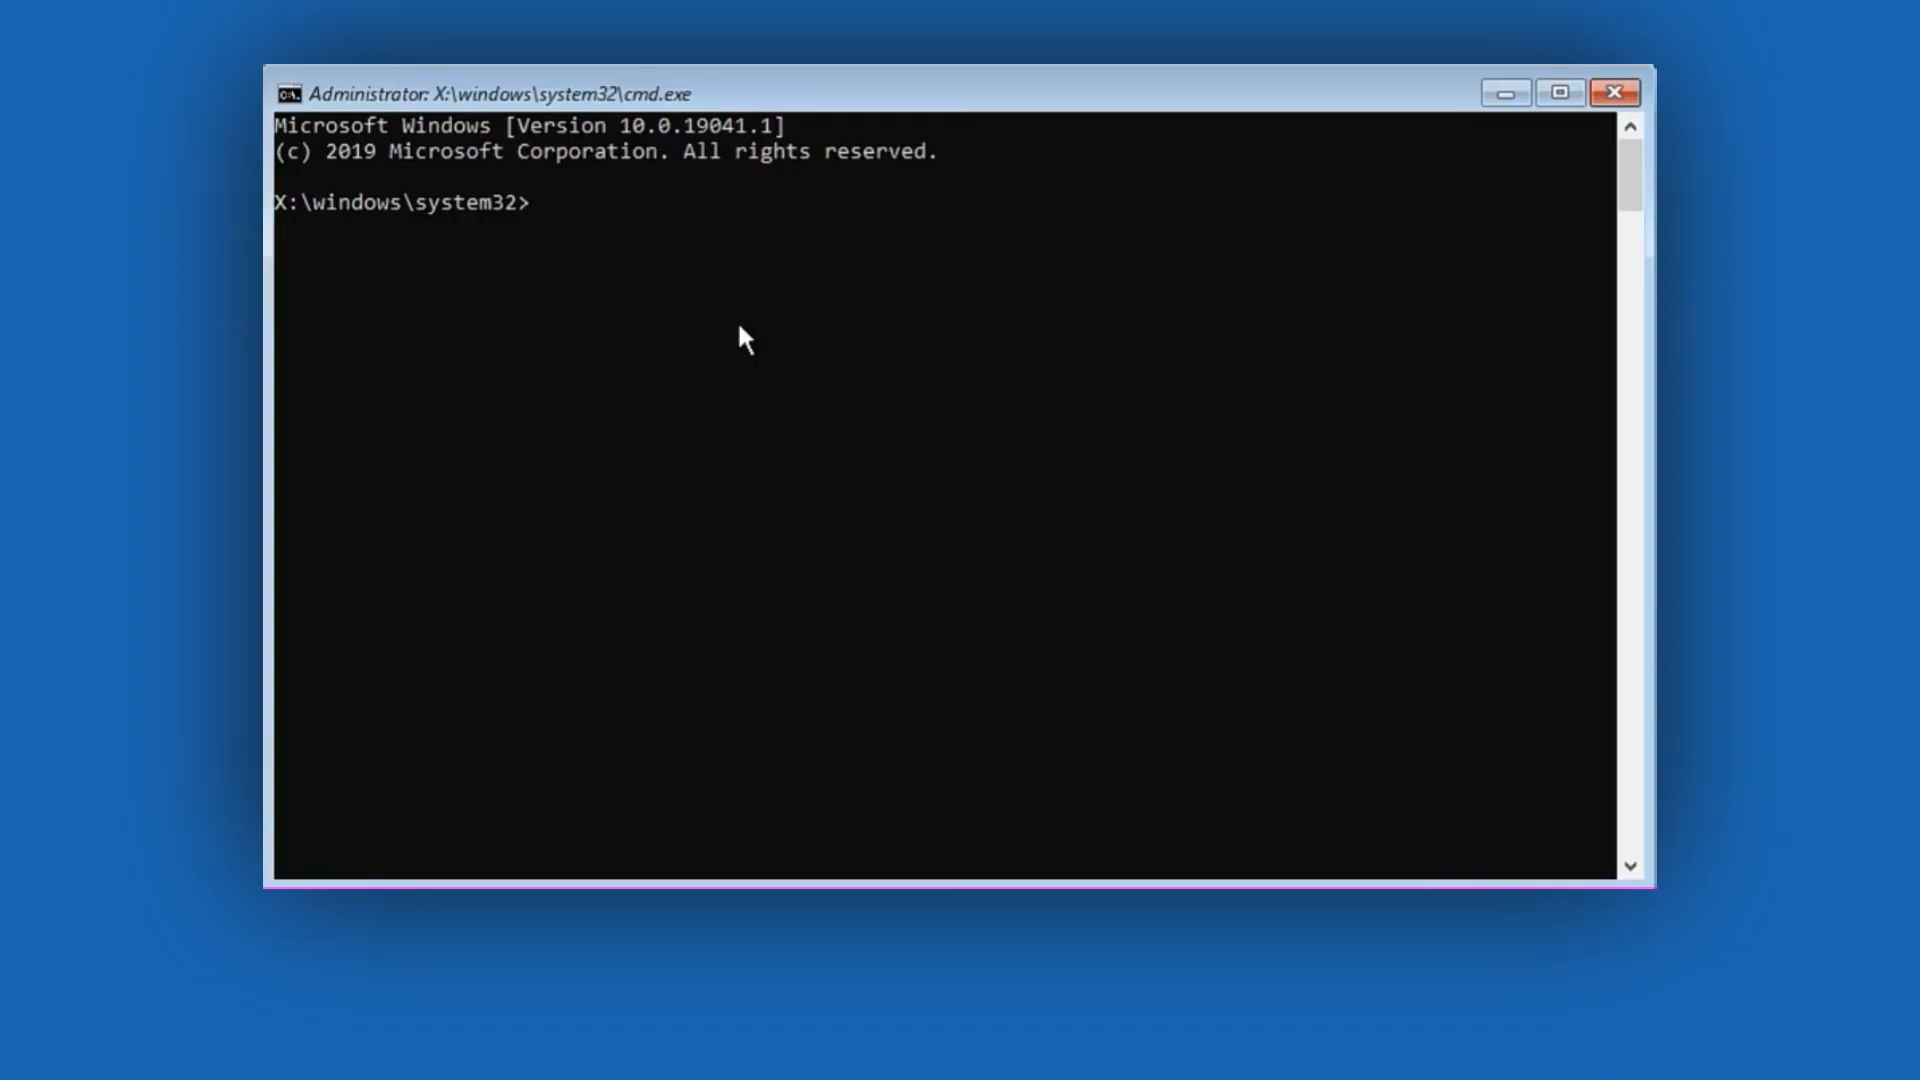 Administrator: X:\windows\system32\cmd.exe
Microsoft Windows [Version 10.0.19041.1]
(c) 2019 Microsoft Corporation. All rights reserved.
X:\windows\system32>